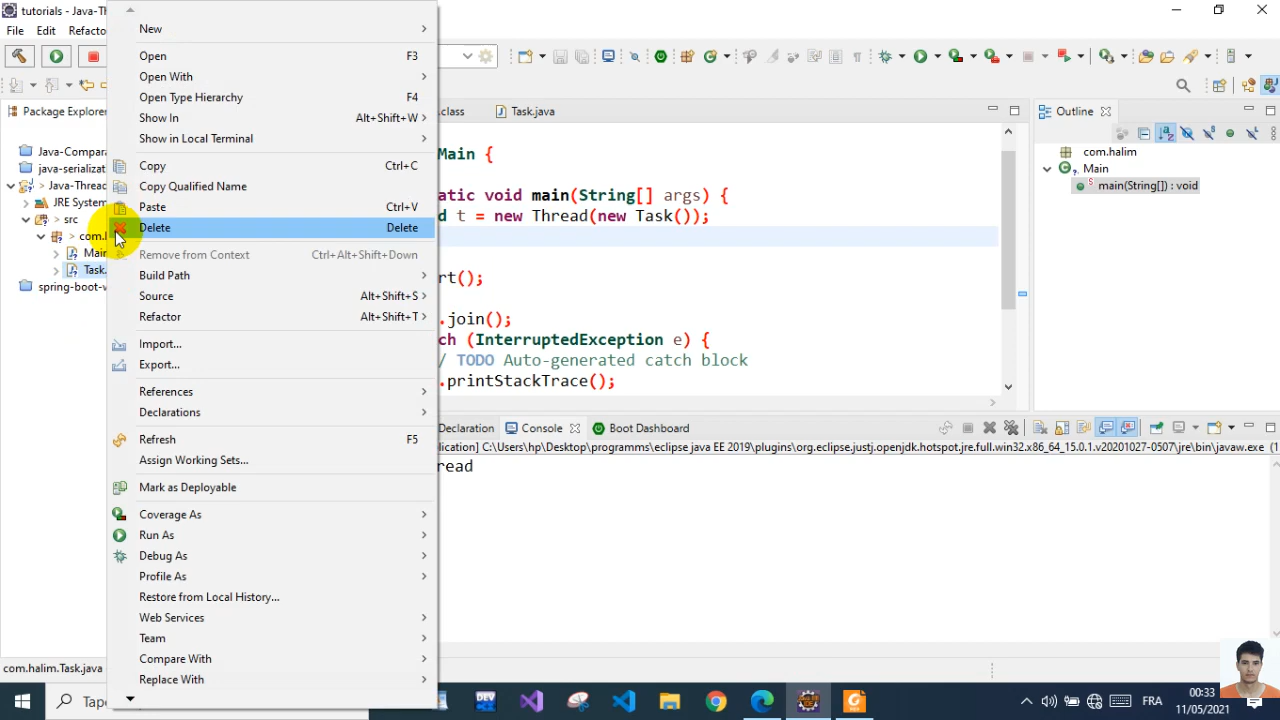 tutorials - Java-Th
File
Edit
Refacto
New
Open F3
Open With
Open Type Hierarchy F4
Show In Alt+Shift+W
Show in Local Terminal
Copy Ctrl+C
Copy Qualified Name
Paste Ctrl+V
Delete Delete
Remove from Context Ctrl+Alt+Shift+Down
Build Path
Source Alt+Shift+S
Refactor Alt+Shift+T
Import...
Export...
References
Declarations
Refresh F5
Assign Working Sets...
Mark as Deployable
Coverage As
Run As
Debug As
Profile As
Restore from Local History...
Web Services
Team
Compare With
Replace With
Package Explorer
Java-Compara
java-serializat
> Java-Thread
JRE System
> src
> com.h
Main
Task.
spring-boot-w
.class
Task.java
Main {
atic void main(String[] args) {
d t = new Thread(new Task());
rt();
.join();
ch (InterruptedException e) {
/ TODO Auto-generated catch block
.printStackTrace();
Outline
com.halim
Main
main(String[]) : void
Declaration
Console
Boot Dashboard
lication] C:\Users\hp\Desktop\programms\eclipse java EE 2019\plugins\org.eclipse.justj.openjdk.hotspot.jre.full.win32.x86_64_15.0.1.v20201027-0507\jre\bin\javaw.exe (1
read
com.halim.Task.java
Tape
DEV
FRA
00:33
11/05/2021